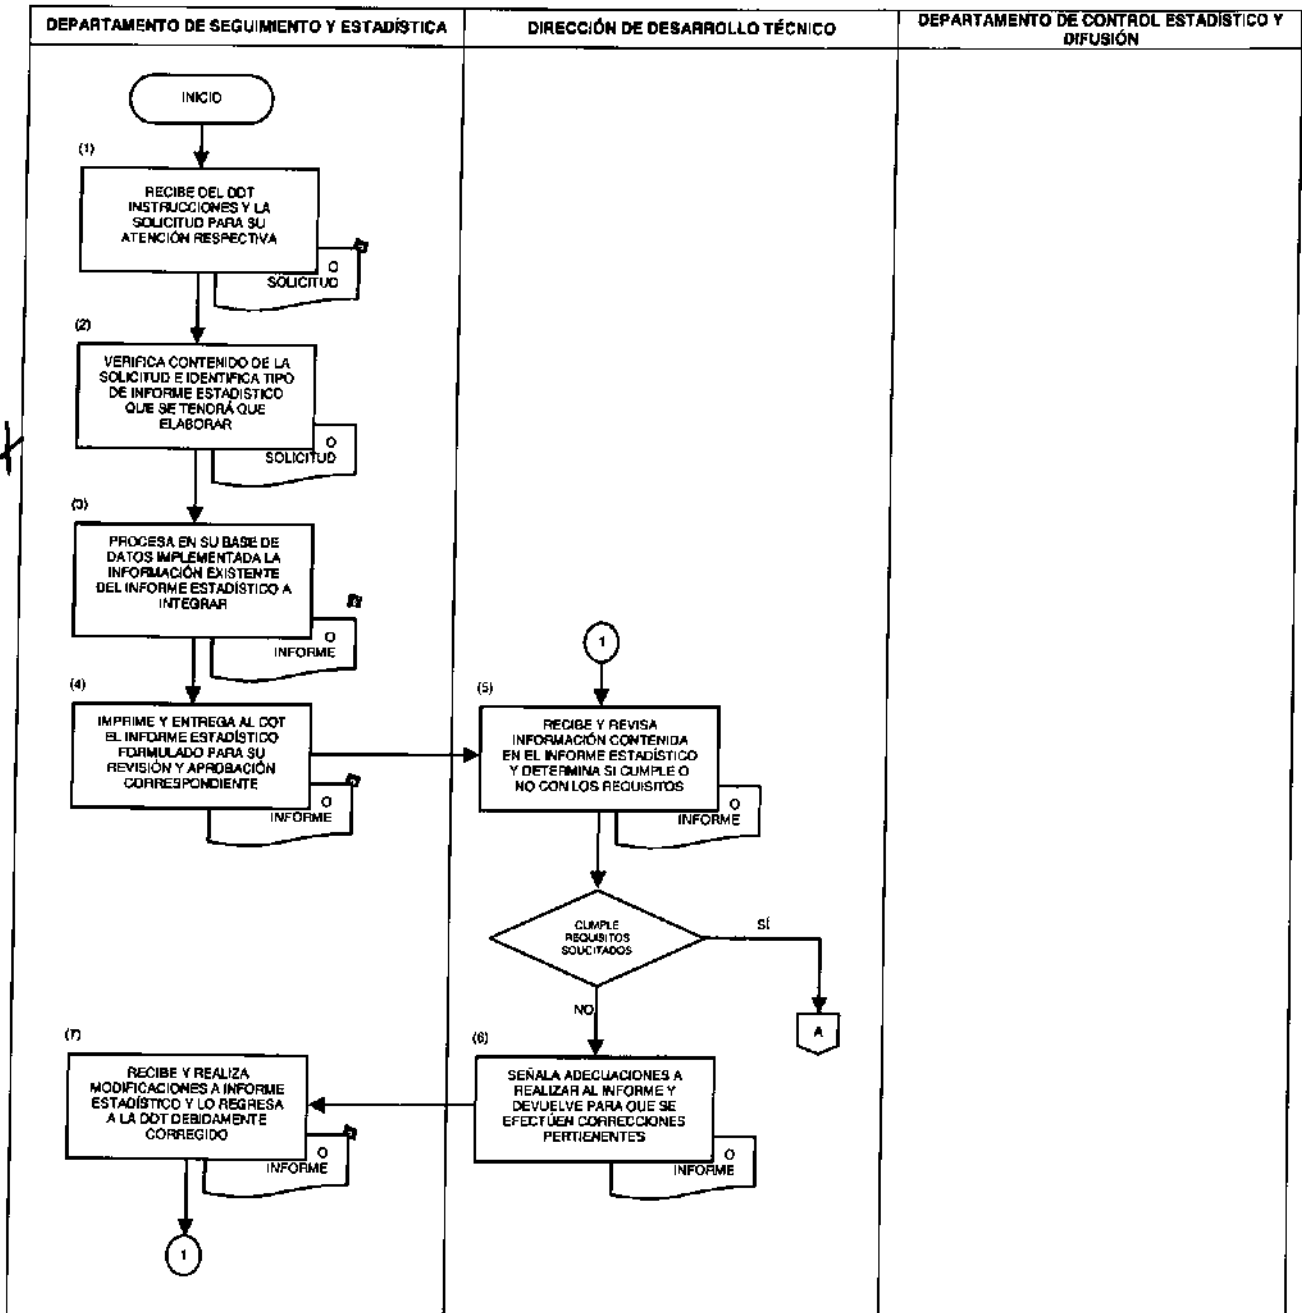 DEPARTAMENTO DE SEGUIMIENTO Y ESTADÍSTICA
DIRECCIÓN DE DESARROLLO TÉCNICO
DEPARTAMENTO DE CONTROL ESTADÍSTICO Y
DIFUSIÓN
INICIO
(1)
RECIBE DEL DDT
INSTRUCCIONES Y LA
SOLICITUD PARA SU
ATENCIÓN RESPECTIVA
O
SOLICITUD
(2)
VERIFICA CONTENIDO DE LA
SOLICITUD E IDENTIFICA TIPO
DE INFORME ESTADISTICO
QUE SE TENDRÁ QUE
ELABORAR
O
SOLICITUD
(3)
PROCESA EN SU BASE DE
DATOS IMPLEMENTADA LA
INFORMACIÓN EXISTENTE
DEL INFORME ESTADÍSTICO A
INTEGRAR
O
INFORME
(4)
IMPRIME Y ENTREGA AL DDT
EL INFORME ESTADÍSTICO
FORMULADO PARA SU
REVISIÓN Y APROBACIÓN
CORRESPONDIENTE
O
INFORME
1
(5)
RECIBE Y REVISA
INFORMACIÓN CONTENIDA
EN EL INFORME ESTADÍSTICO
Y DETERMINA SI CUMPLE O
NO CON LOS REQUISITOS
O
INFORME
CUMPLE
REQUISITOS
SOLICITADOS
SÍ
A
NO
(6)
SEÑALA ADECUACIONES A
REALIZAR AL INFORME Y
DEVUELVE PARA QUE SE
EFECTÚEN CORRECCIONES
PERTIENENTES
O
INFORME
(7)
RECIBE Y REALIZA
MODIFICACIONES A INFORME
ESTADÍSTICO Y LO REGRESA
A LA DDT DEBIDAMENTE
CORREGIDO
O
INFORME
1